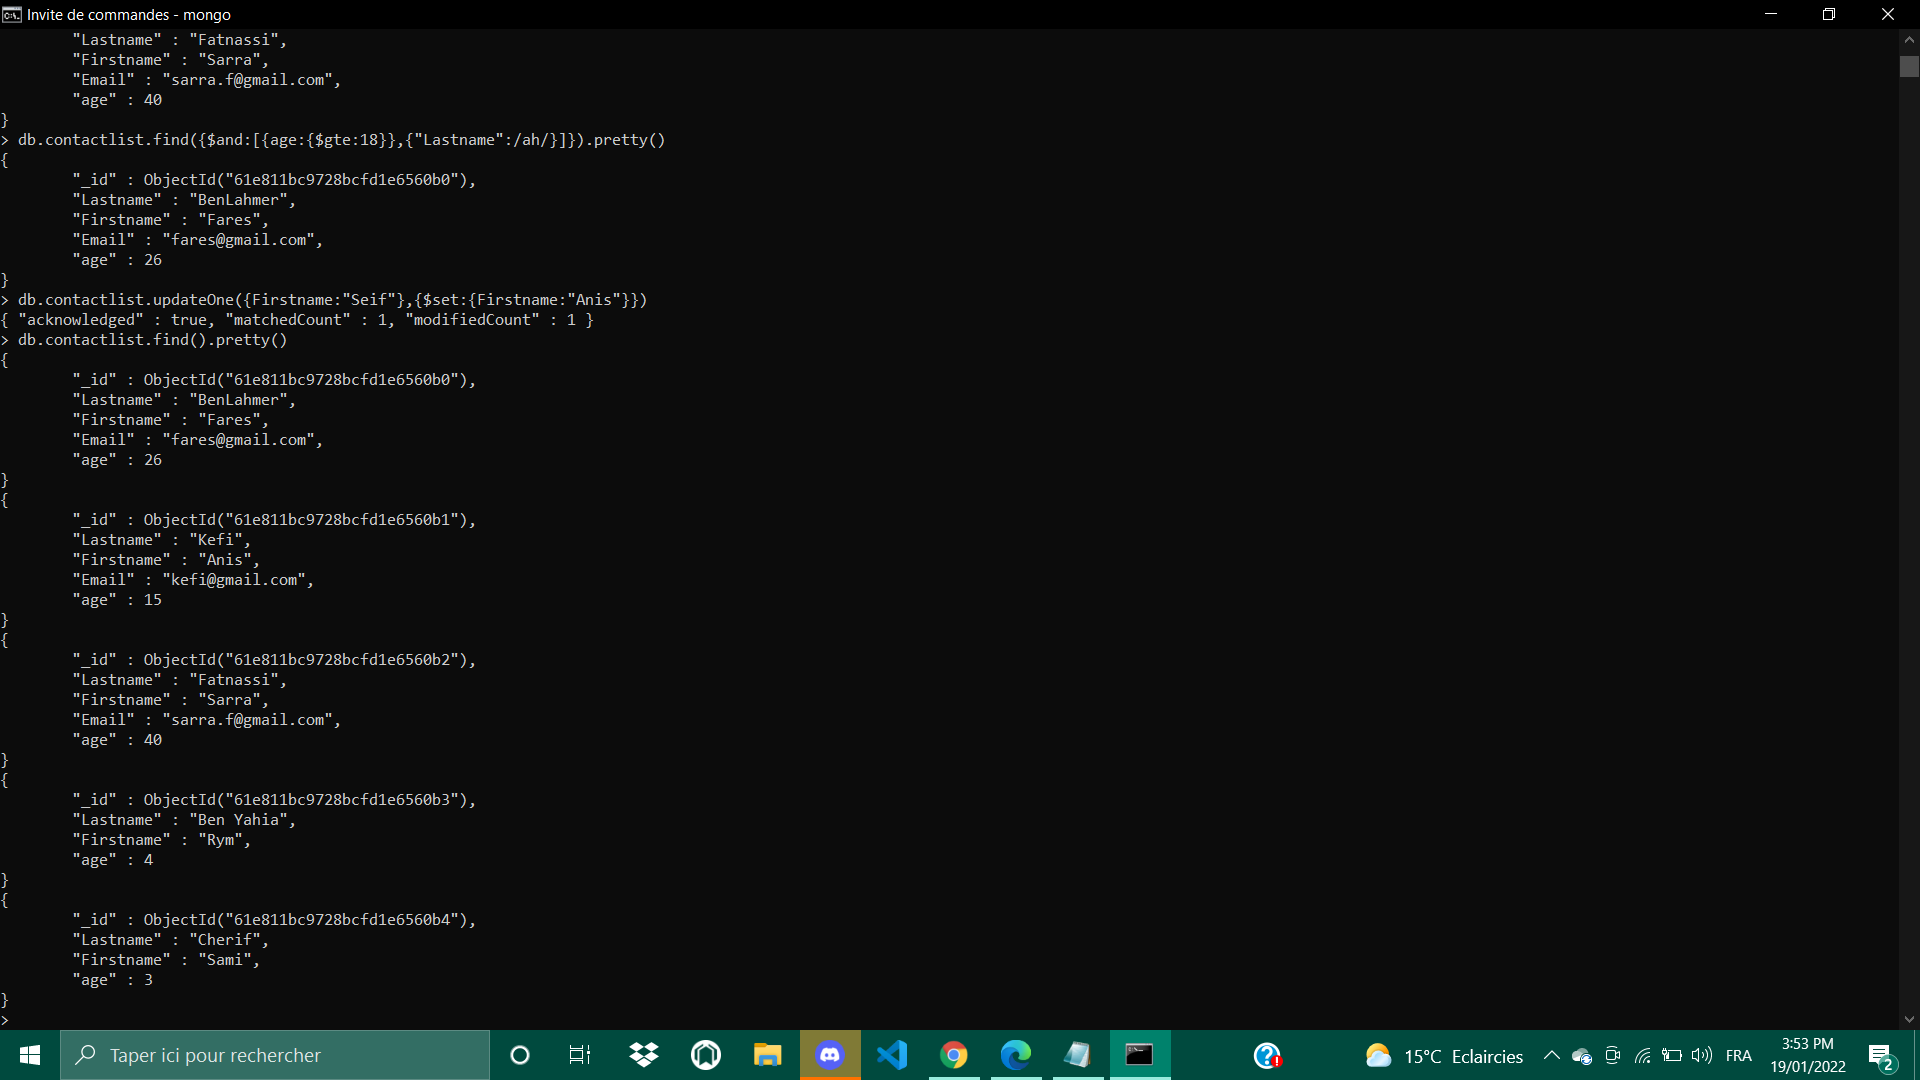 Invite de commandes - mongo
        "Lastname" : "Fatnassi",
        "Firstname" : "Sarra",
        "Email" : "sarra.f@gmail.com",
        "age" : 40
}
> db.contactlist.find({$and:[{age:{$gte:18}},{"Lastname":/ah/}]}).pretty()
{
        "_id" : ObjectId("61e811bc9728bcfd1e6560b0"),
        "Lastname" : "BenLahmer",
        "Firstname" : "Fares",
        "Email" : "fares@gmail.com",
        "age" : 26
}
> db.contactlist.updateOne({Firstname:"Seif"},{$set:{Firstname:"Anis"}})
{ "acknowledged" : true, "matchedCount" : 1, "modifiedCount" : 1 }
> db.contactlist.find().pretty()
{
        "_id" : ObjectId("61e811bc9728bcfd1e6560b0"),
        "Lastname" : "BenLahmer",
        "Firstname" : "Fares",
        "Email" : "fares@gmail.com",
        "age" : 26
}
{
        "_id" : ObjectId("61e811bc9728bcfd1e6560b1"),
        "Lastname" : "Kefi",
        "Firstname" : "Anis",
        "Email" : "kefi@gmail.com",
        "age" : 15
}
{
        "_id" : ObjectId("61e811bc9728bcfd1e6560b2"),
        "Lastname" : "Fatnassi",
        "Firstname" : "Sarra",
        "Email" : "sarra.f@gmail.com",
        "age" : 40
}
{
        "_id" : ObjectId("61e811bc9728bcfd1e6560b3"),
        "Lastname" : "Ben Yahia",
        "Firstname" : "Rym",
        "age" : 4
}
{
        "_id" : ObjectId("61e811bc9728bcfd1e6560b4"),
        "Lastname" : "Cherif",
        "Firstname" : "Sami",
        "age" : 3
}
>
Taper ici pour rechercher
15°C Eclaircies
FRA
3:53 PM
19/01/2022
2